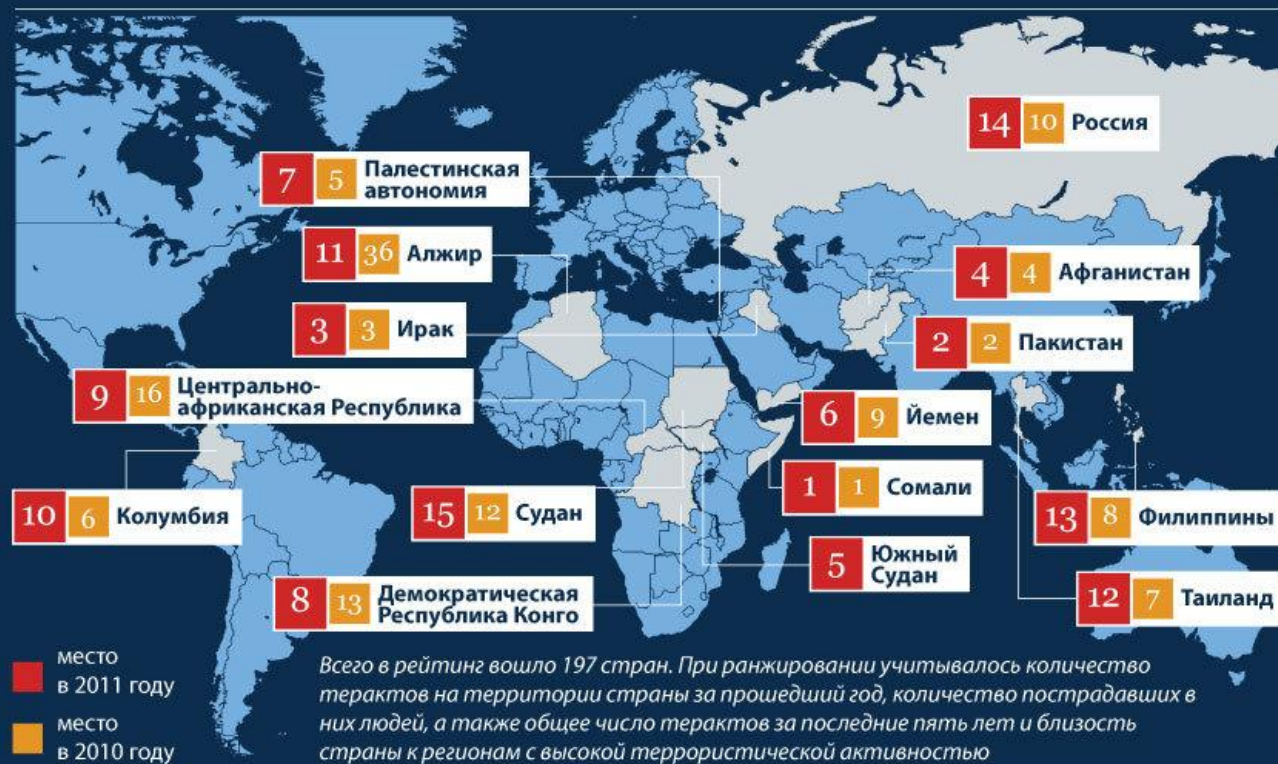 14 10 Россия
7 5 Палестинская
автономия
11 36 Алжир
4 4 Афганистан
3 3 Ирак
2 2 Пакистан
9 16 Центрально-
африканская Республика
6 9 Йемен
1 1 Сомали
10 6 Колумбия
15 12 Судан
13 8 Филиппины
5 Южный
Судан
8 13 Демократическая
Республика Конго
12 7 Таиланд
место
в 2011 году
место
в 2010 году
Всего в рейтинг вошло 197 стран. При ранжировании учитывалось количество
терактов на территории страны за прошедший год, количество пострадавших в
них людей, а также общее число терактов за последние пять лет и близость
страны к регионам с высокой террористической активностью